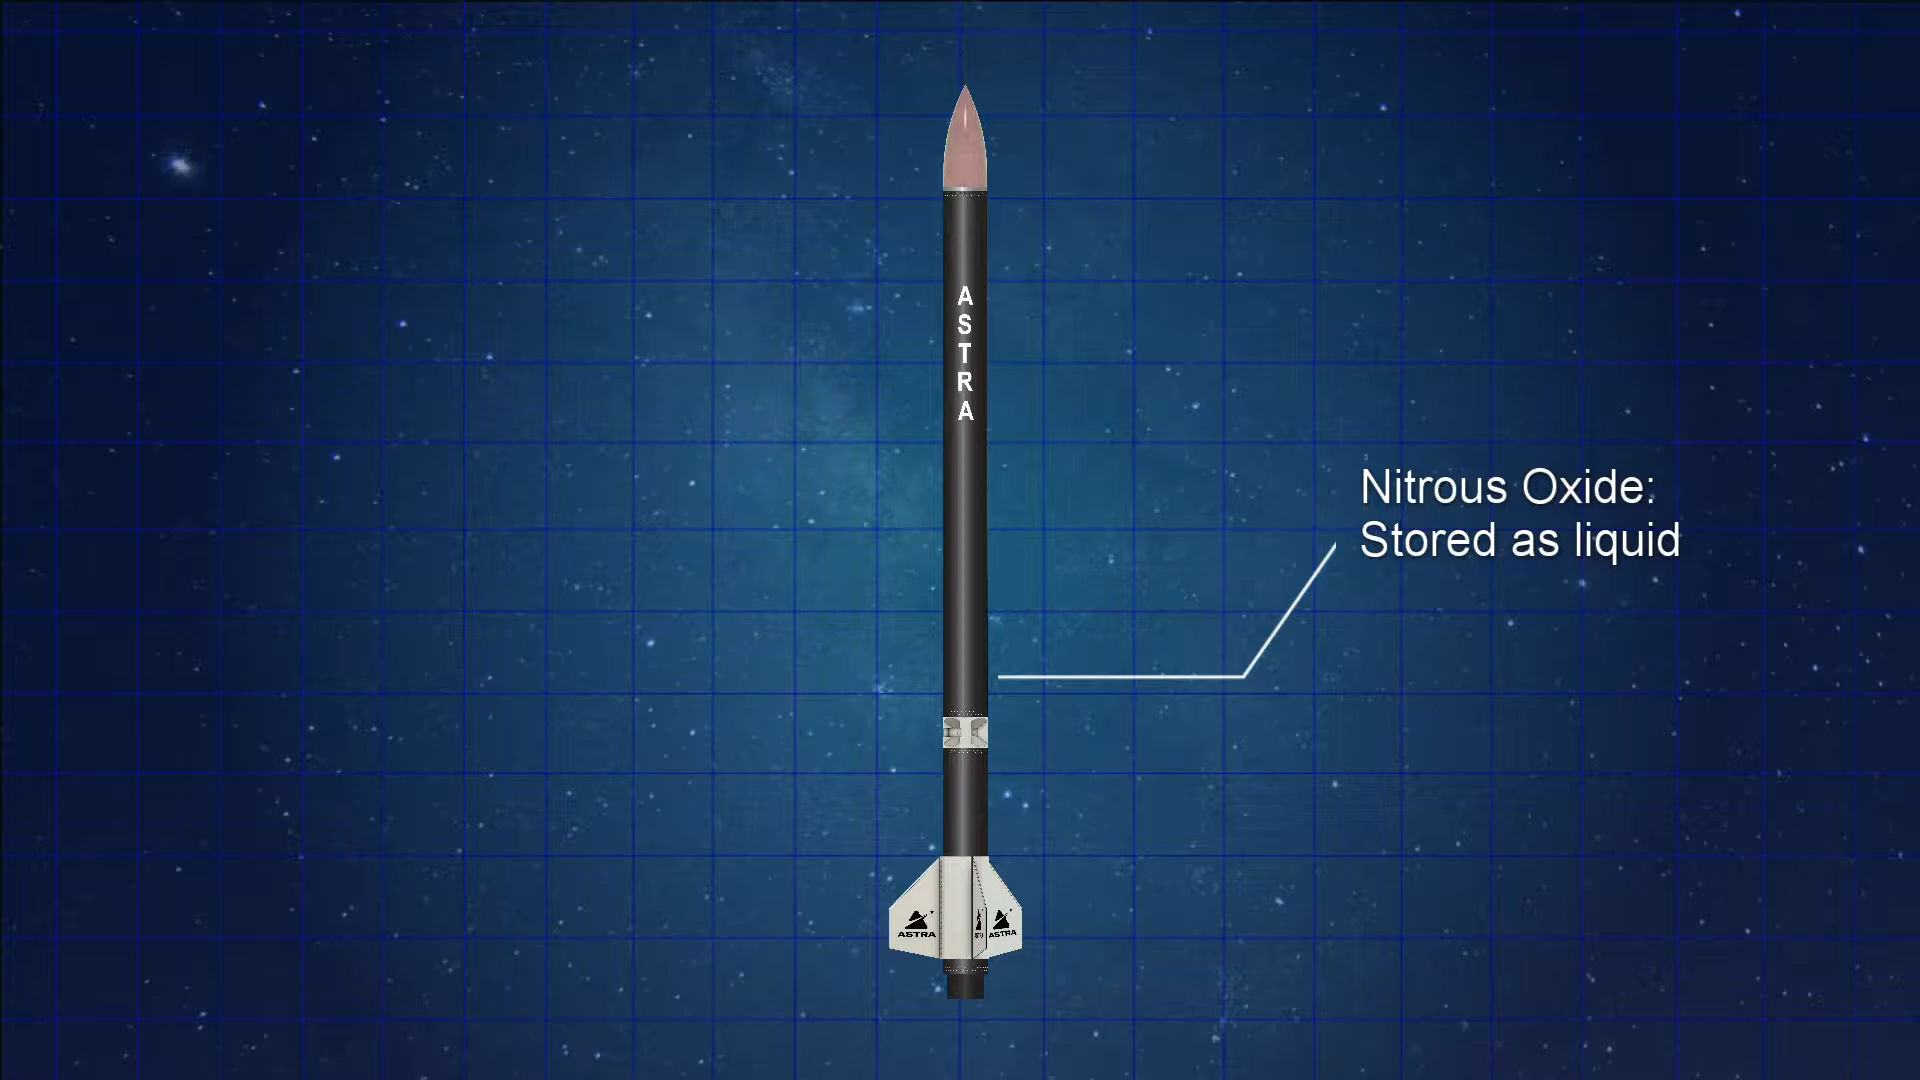 ASTRA
Nitrous Oxide:
Stored as liquid
ASTRA
ASTRA